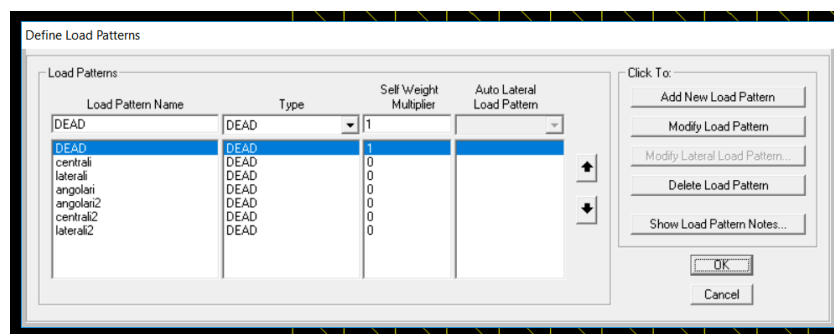 Define Load Patterns
Load Patterns
Click To:
Load Pattern Name Type Self Weight Multiplier Auto Lateral Load Pattern
DEAD DEAD 1
DEAD DEAD 1
centrali DEAD 0
laterali DEAD 0
angolari DEAD 0
angolari2 DEAD 0
centrali2 DEAD 0
laterali2 DEAD 0
Add New Load Pattern
Modify Load Pattern
Modify Lateral Load Pattern...
Delete Load Pattern
Show Load Pattern Notes...
OK
Cancel